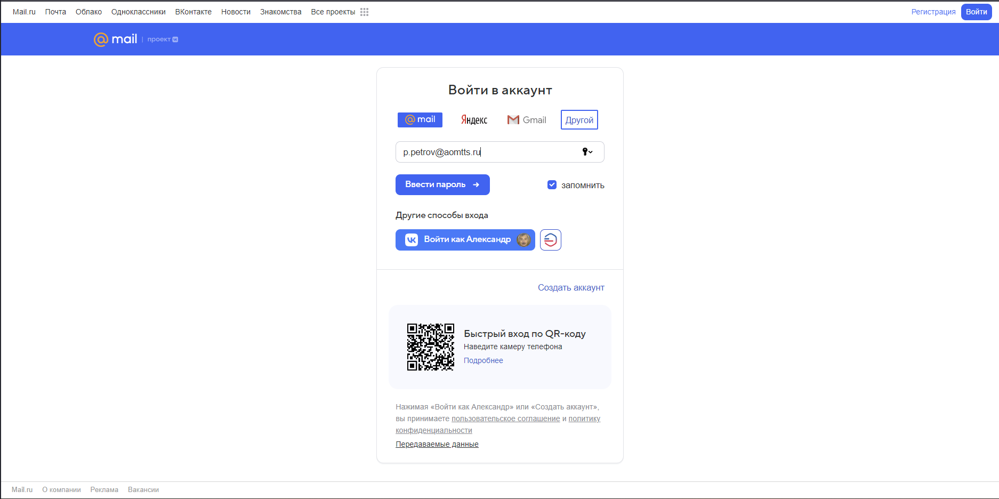 Mail.ru Почта Облако Одноклассники ВКонтакте Новости Знакомства Все проекты Регистрация Войти
@mail | проект
Войти в аккаунт
@mail Яндекс Gmail Другой
p.petrov@aomtts.ru
Ввести пароль → запомнить
Другие способы входа
Войти как Александр
Создать аккаунт
Быстрый вход по QR-коду
Наведите камеру телефона
Подробнее
Нажимая «Войти как Александр» или «Создать аккаунт»,
вы принимаете пользовательское соглашение и политику
конфиденциальности
Передаваемые данные
Mail.ru О компании Реклама Вакансии